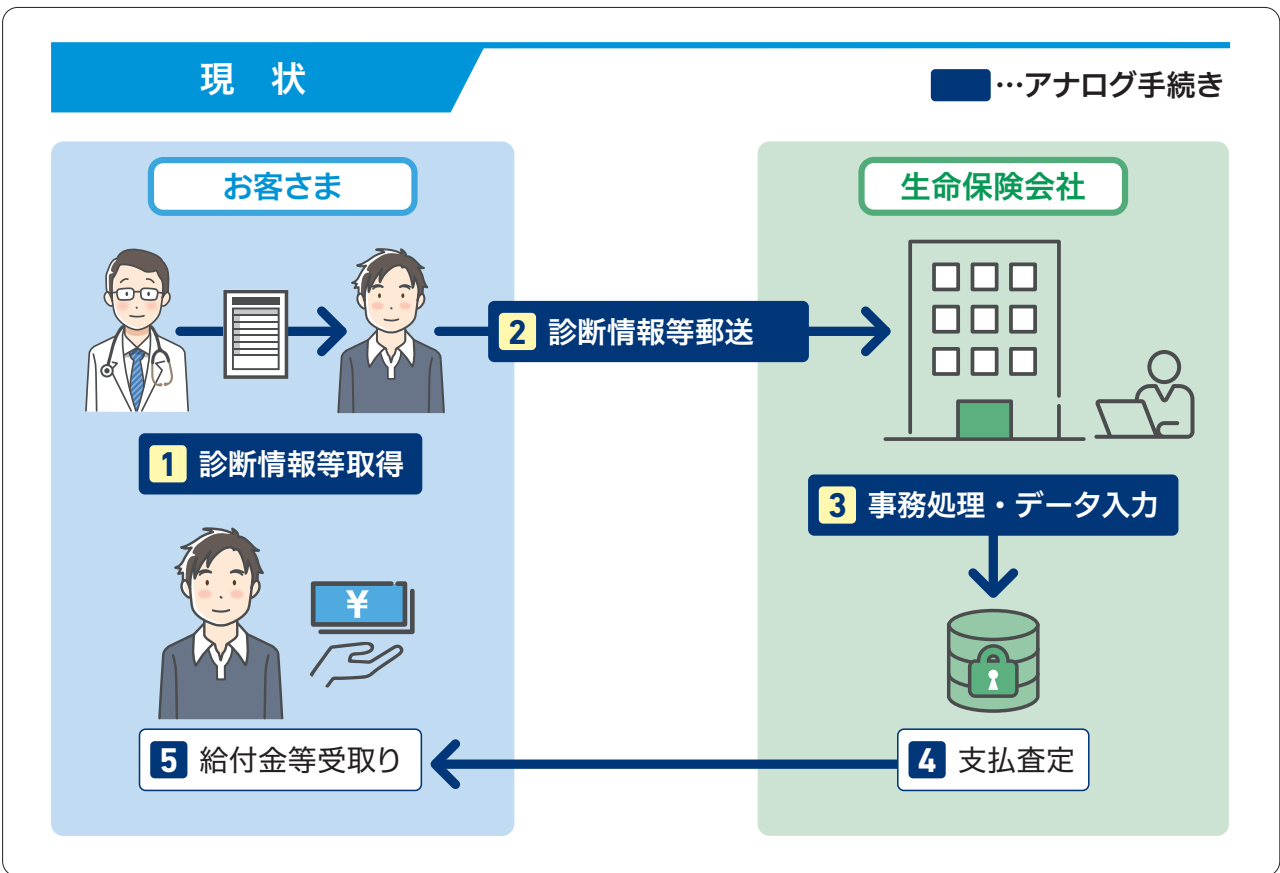 現 状
…アナログ手続き
お客さま
生命保険会社
2 診断情報等郵送
1 診断情報等取得
3 事務処理・データ入力
¥
5 給付金等受取り
4 支払査定